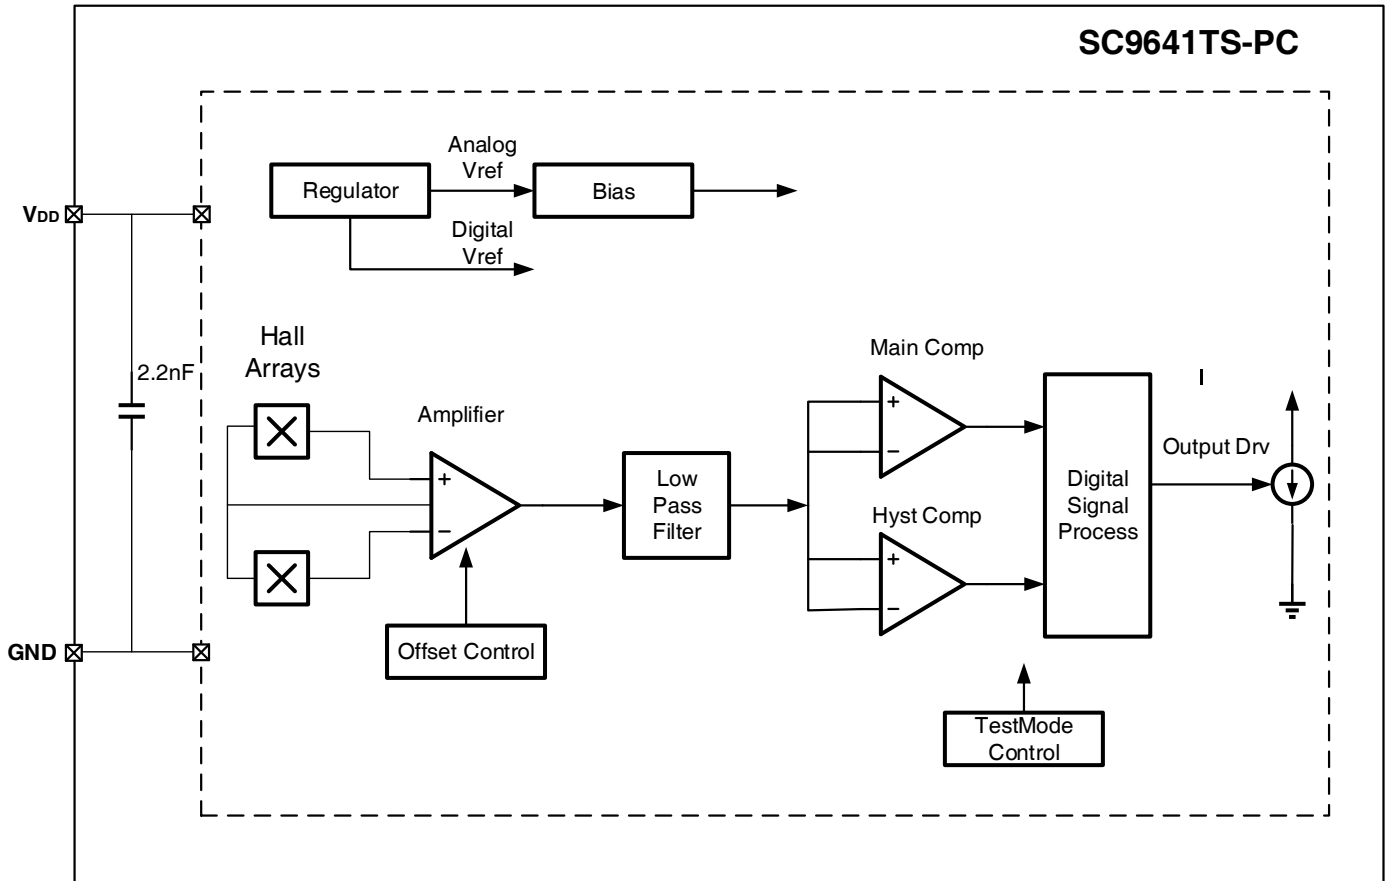 SC9641TS-PC
Analog
Vref
Regulator
Bias
VDD
Digital
Vref
Hall
Arrays
2.2nF
Main Comp
I
Amplifier
+
−
+
−
Output Drv
Low
Pass
Filter
Digital
Signal
Process
Hyst Comp
+
−
Offset Control
GND
TestMode
Control